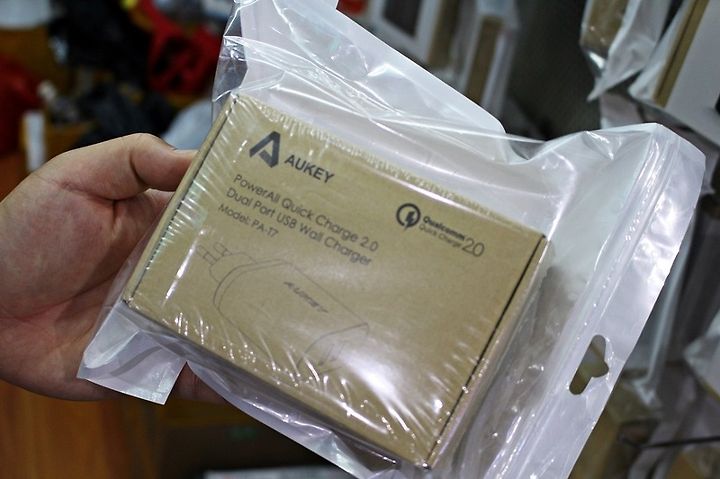 AUKEY
PowerAll Quick Charge 2.0
Dual Port USB Wall Charger
Model: PA-T7
Qualcomm
Quick Charge 2.0
AUKEY